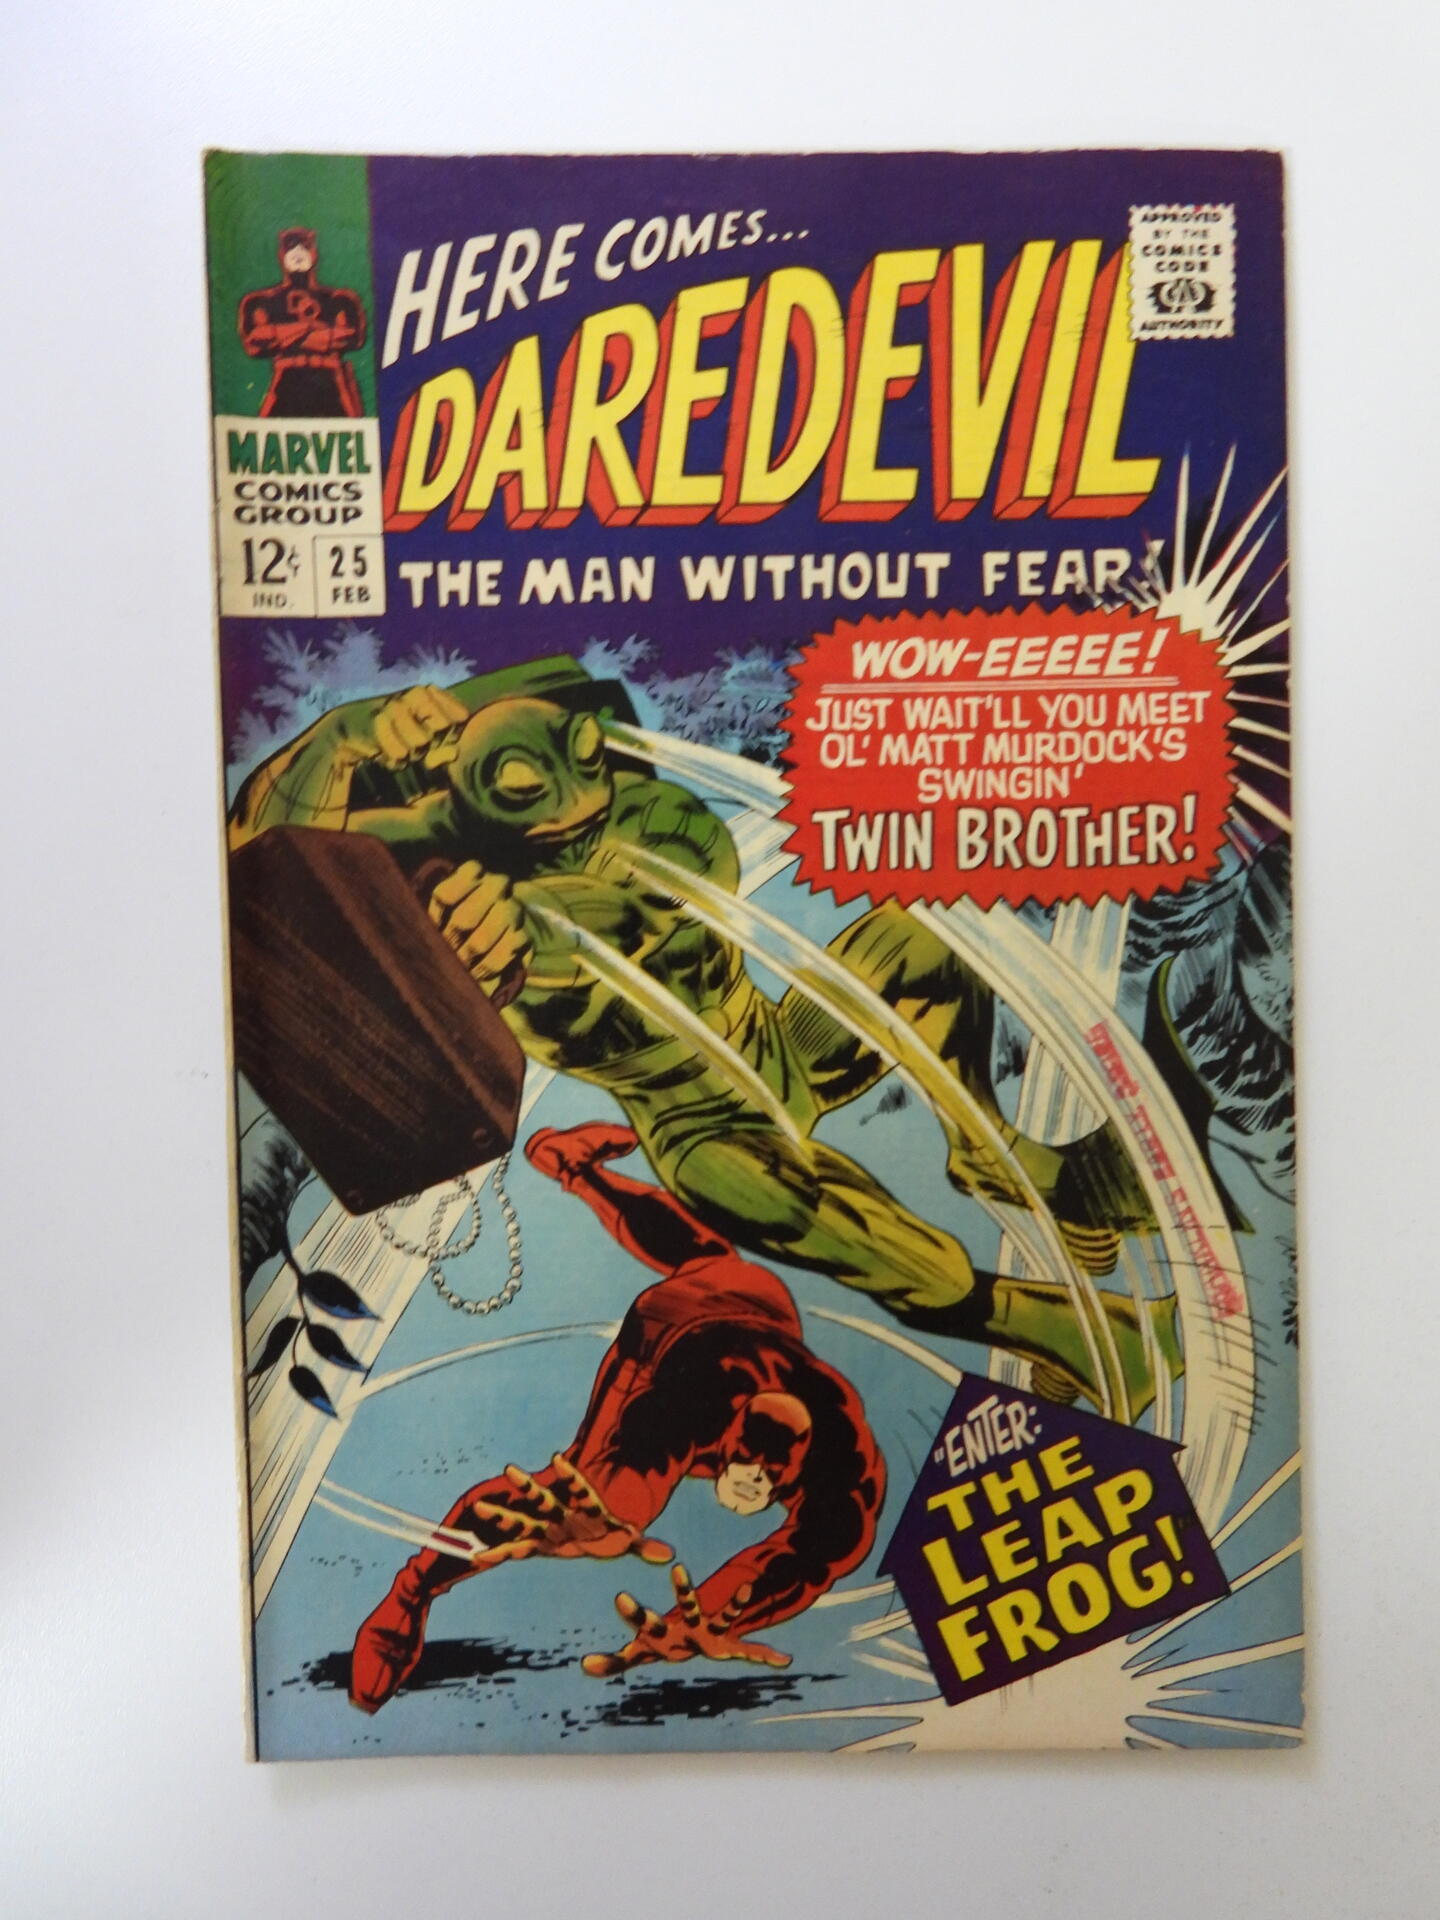 HERE COMES...
DAREDEVIL
THE MAN WITHOUT FEAR!
APPROVED
BY THE
COMICS
CODE
AUTHORITY
MARVEL
COMICS
GROUP
12¢
IND.
25
FEB
WOW-EEEEE!
JUST WAIT'LL YOU MEET
OL' MATT MURDOCK'S
SWINGIN'
TWIN BROTHER!
"ENTER:
THE
LEAP
FROG!